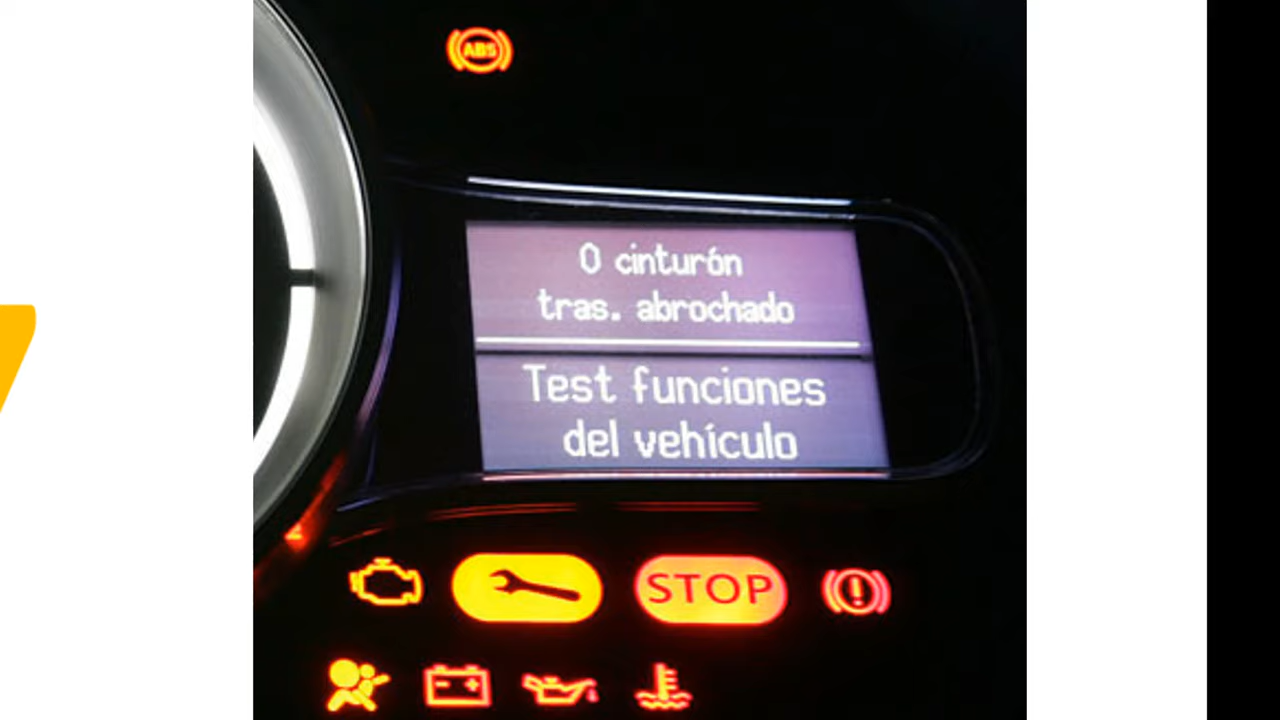 ABS
0 cinturón
tras. abrochado
Test funciones
del vehículo
STOP